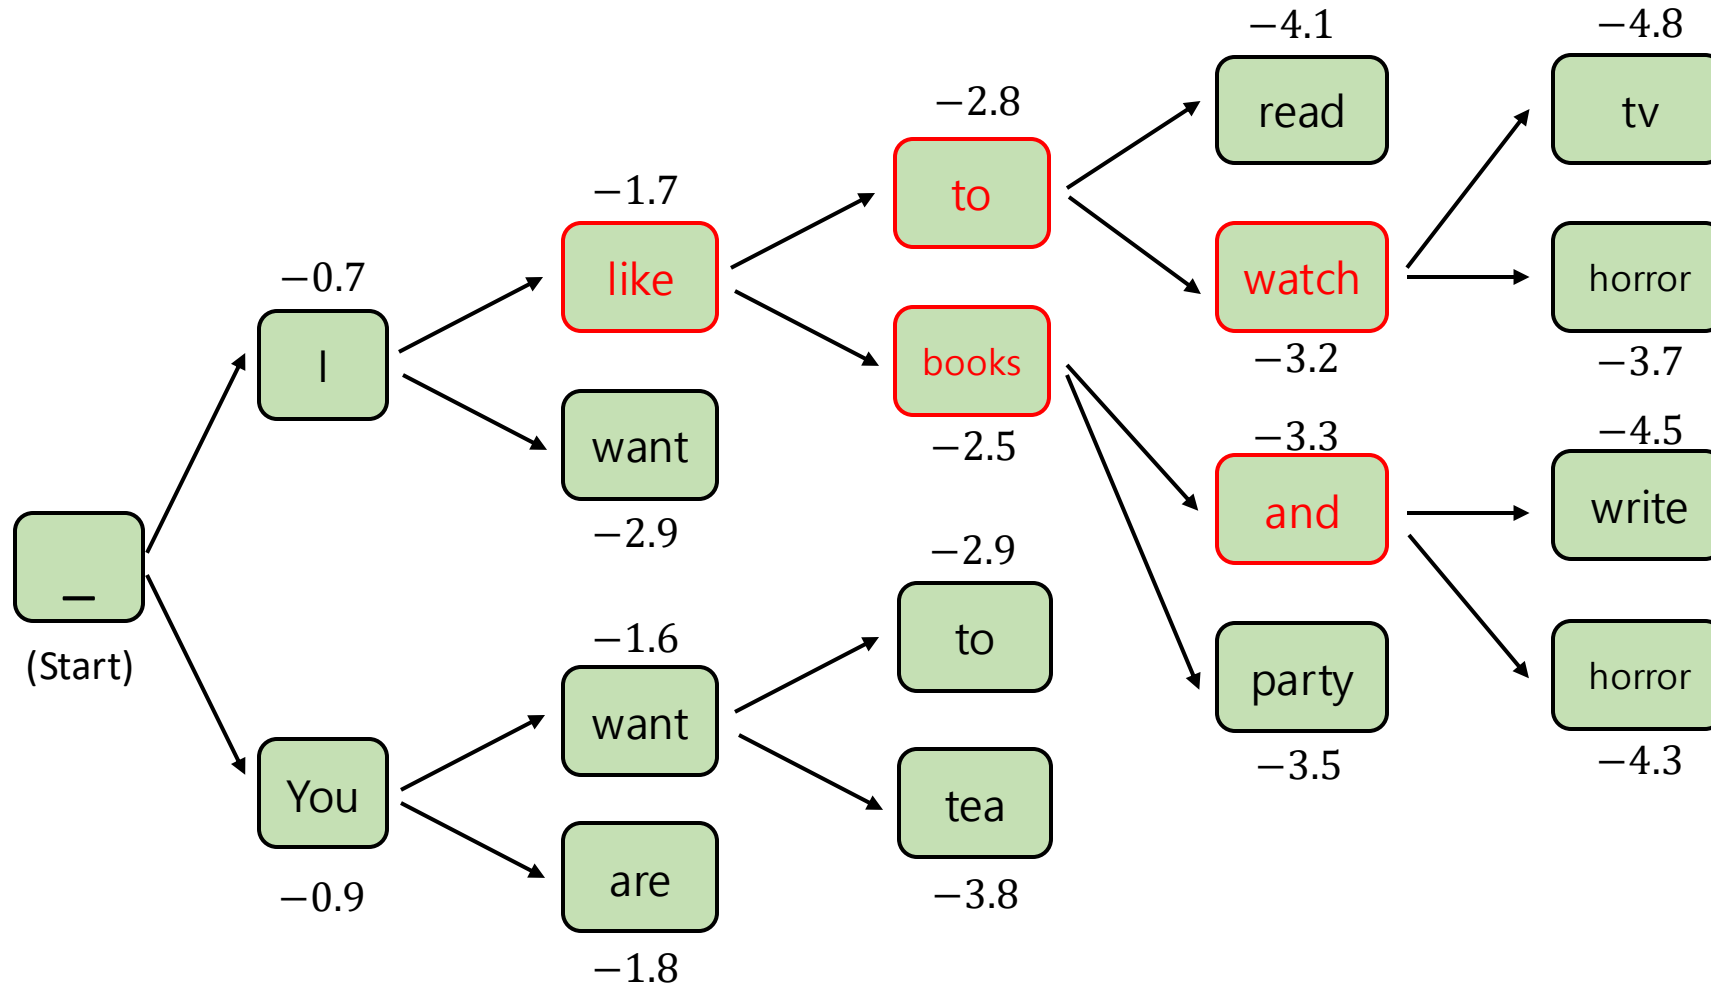 _
(Start)
−0.7
I
You
−0.9
−1.7
like
want
−2.9
−1.6
want
are
−1.8
−2.8
to
books
−2.5
−2.9
to
tea
−3.8
−4.1
read
watch
−3.2
−3.3
and
party
−3.5
−4.8
tv
horror
−3.7
−4.5
write
horror
−4.3